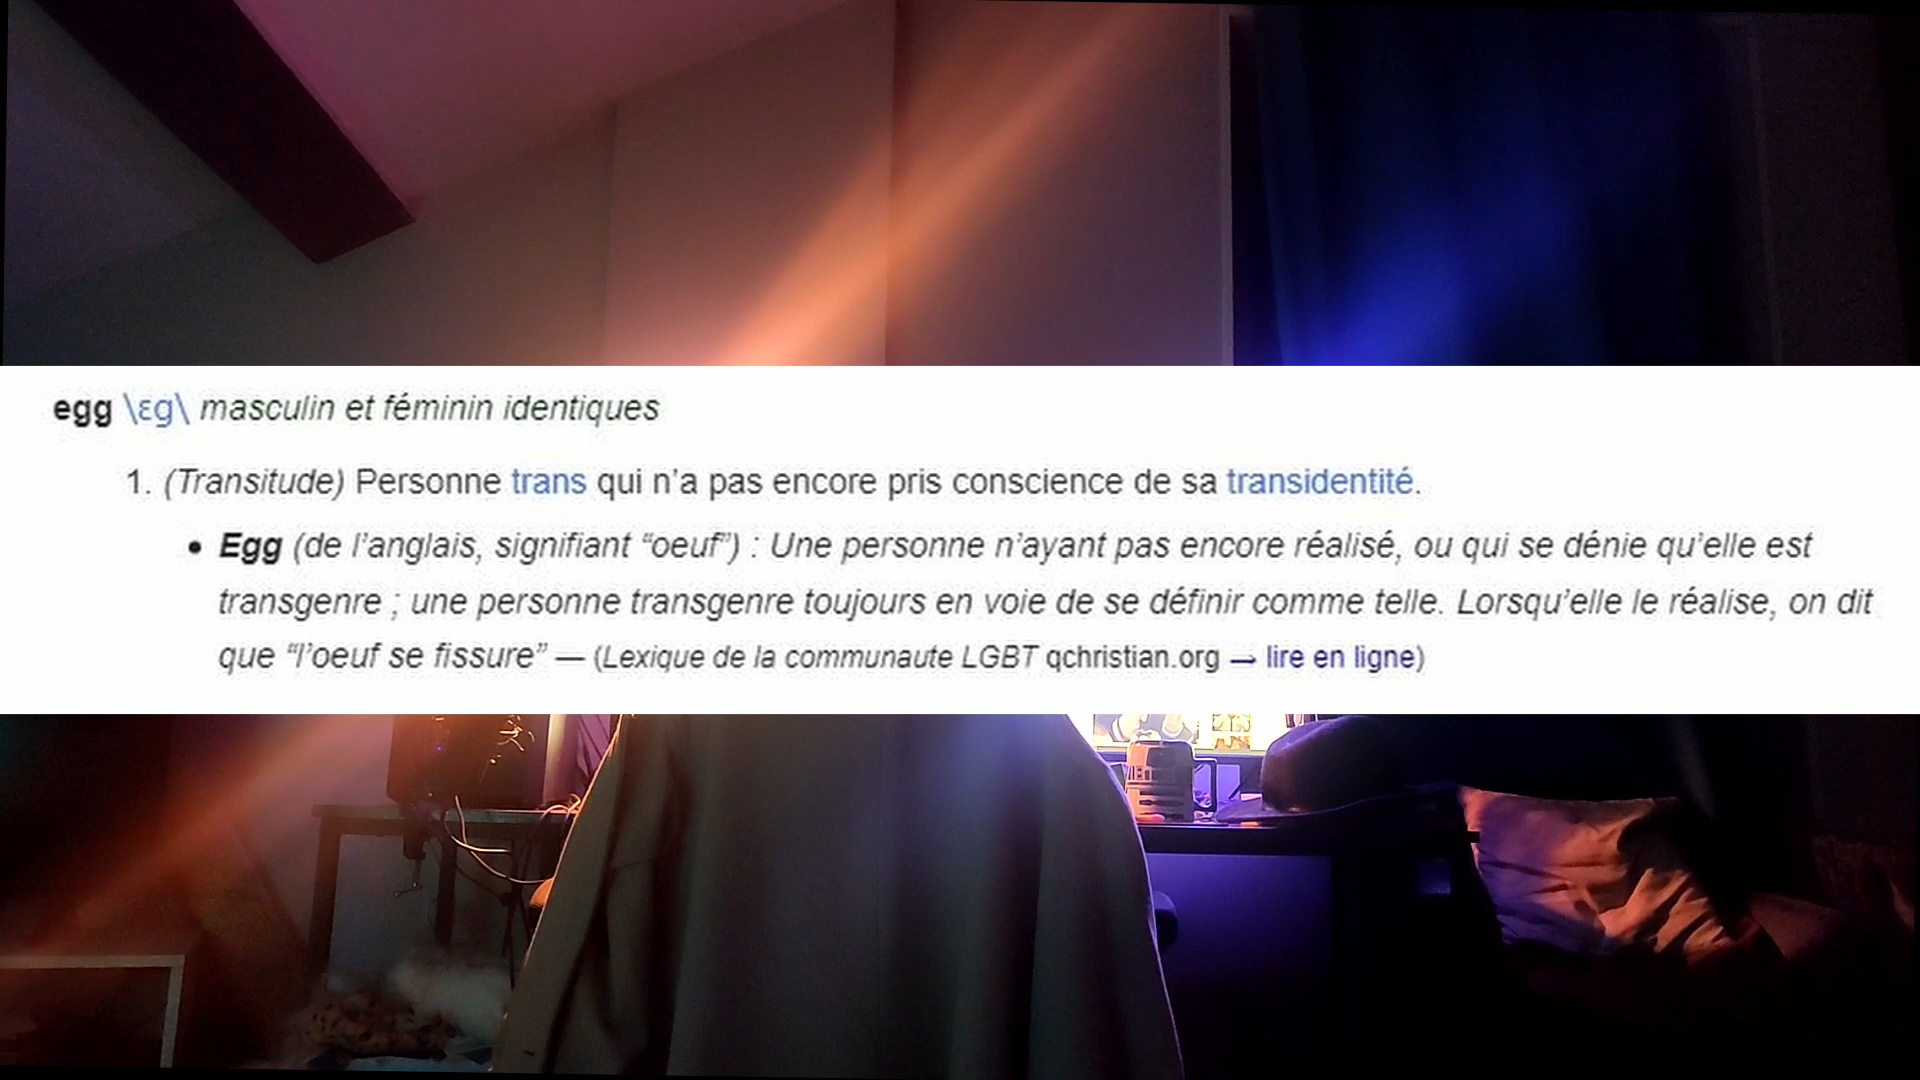 egg \ɛg\ masculin et féminin identiques
1. (Transitude) Personne trans qui n’a pas encore pris conscience de sa transidentité.
• Egg (de l’anglais, signifiant “oeuf”) : Une personne n’ayant pas encore réalisé, ou qui se dénie qu’elle est
transgenre ; une personne transgenre toujours en voie de se définir comme telle. Lorsqu’elle le réalise, on dit
que “l’oeuf se fissure” — (Lexique de la communaute LGBT qchristian.org → lire en ligne)